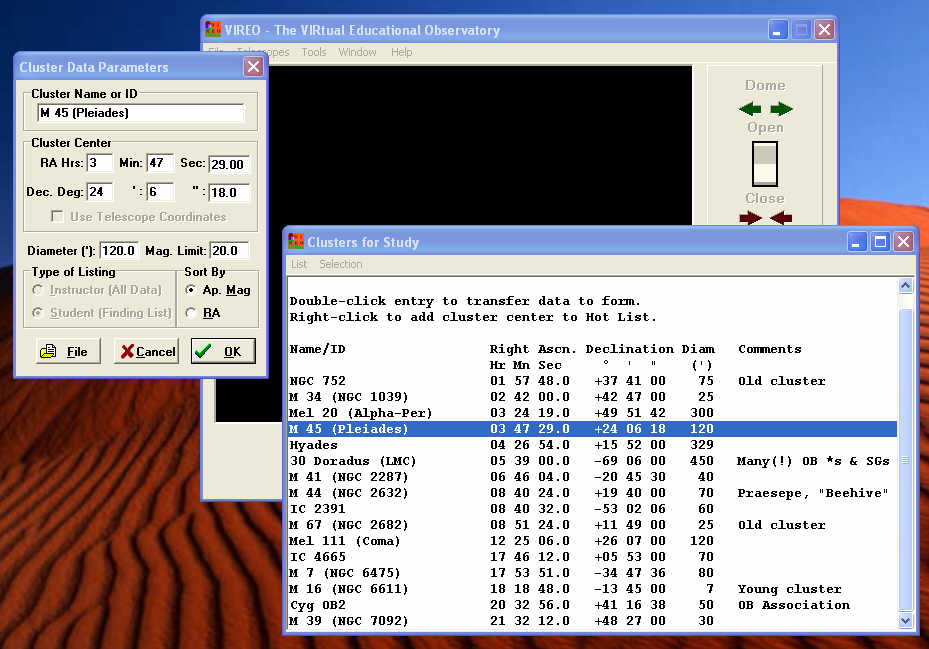 VIREO - The VIRtual Educational Observatory
File Telescopes Tools Window Help
Dome
Open
Close
Cluster Data Parameters
Cluster Name or ID
M 45 (Pleiades)
Cluster Center
RA Hrs: 3 Min: 47 Sec: 29.00
Dec. Deg: 24 ' : 6 " : 18.0
Use Telescope Coordinates
Diameter ('): 120.0 Mag. Limit: 20.0
Type of Listing
Instructor (All Data)
Student (Finding List)
Sort By
Ap. Mag
RA
File Cancel OK
Clusters for Study
List Selection
Double-click entry to transfer data to form.
Right-click to add cluster center to Hot List.
Name/ID Right Ascn. Declination Diam Comments
Hr Mn Sec ° ' " (')
NGC 752 01 57 48.0 +37 41 00 75 Old cluster
M 34 (NGC 1039) 02 42 00.0 +42 47 00 25
Mel 20 (Alpha-Per) 03 24 19.0 +49 51 42 300
M 45 (Pleiades) 03 47 29.0 +24 06 18 120
Hyades 04 26 54.0 +15 52 00 329
30 Doradus (LMC) 05 39 00.0 -69 06 00 450 Many(!) OB *s & SGs
M 41 (NGC 2287) 06 46 04.0 -20 45 30 40
M 44 (NGC 2632) 08 40 24.0 +19 40 00 70 Praesepe, "Beehive"
IC 2391 08 40 32.0 -53 02 06 60
M 67 (NGC 2682) 08 51 24.0 +11 49 00 25 Old cluster
Mel 111 (Coma) 12 25 06.0 +26 07 00 120
IC 4665 17 46 12.0 +05 53 00 70
M 7 (NGC 6475) 17 53 51.0 -34 47 36 80
M 16 (NGC 6611) 18 18 48.0 -13 45 00 7 Young cluster
Cyg OB2 20 32 56.0 +41 16 38 50 OB Association
M 39 (NGC 7092) 21 32 12.0 +48 27 00 30